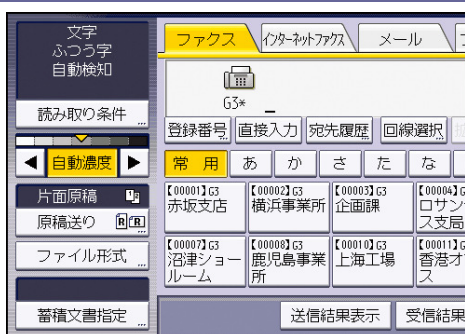 文字
ふつう字
自動検知
読み取り条件
自動濃度
片面原稿
原稿送り
ファイル形式
蓄積文書指定
ファクス
インターネットファクス
メール
G3*
登録番号
直接入力
宛先履歴
回線選択
常用
あ
か
さ
た
な
【00001】G3
赤坂支店
【00002】G3
横浜事業所
【00003】G3
企画課
【00004】G
ロサン
ス支局
【00007】G3
沼津ショー
ルーム
【00008】G3
鹿児島事業
所
【00010】G3
上海工場
【00011】G
香港オ
ス
送信結果表示
受信結果